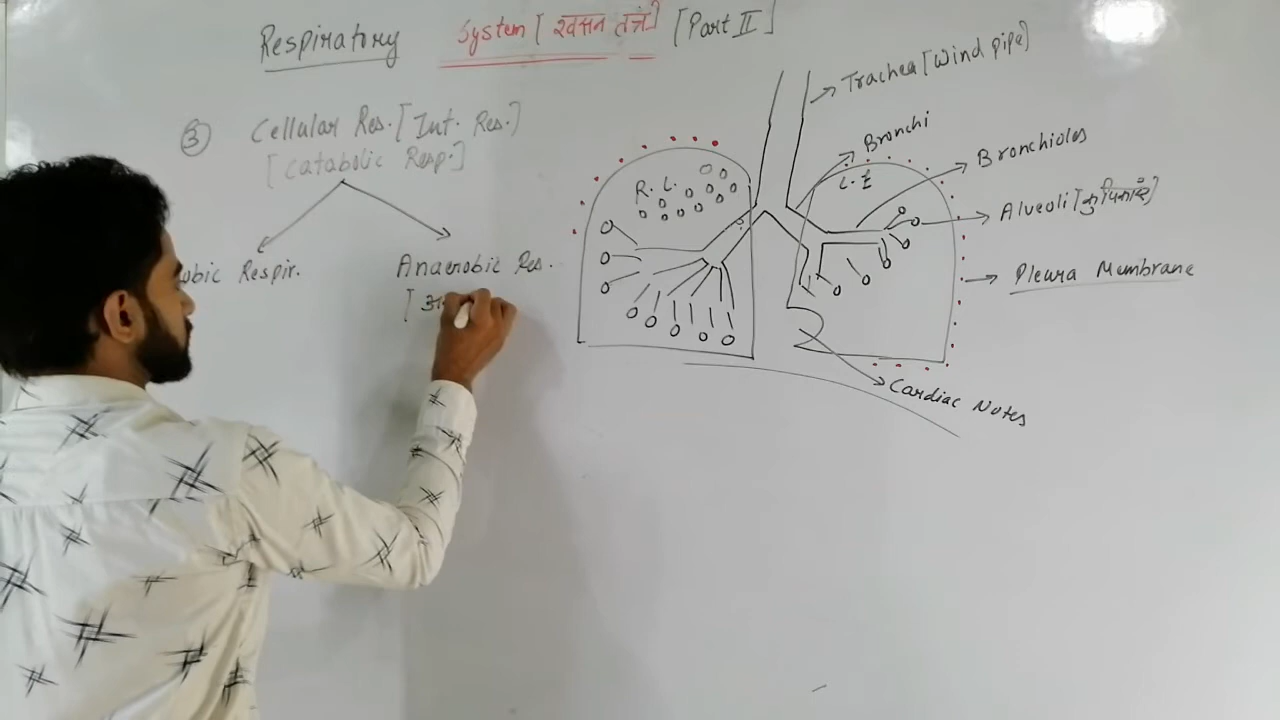 Respiratory System [श्वसन तंत्र] [Part II]
③ Cellular Res. [Int. Res.]
[Catabolic Resp.]
obic Respir.
Anaerobic Res.
[अ
Trachea [Wind pipe]
Bronchi
Bronchioles
Alveoli [कुपिकाएं]
Pleura Membrane
Cardiac Notes
R. L.
L. L